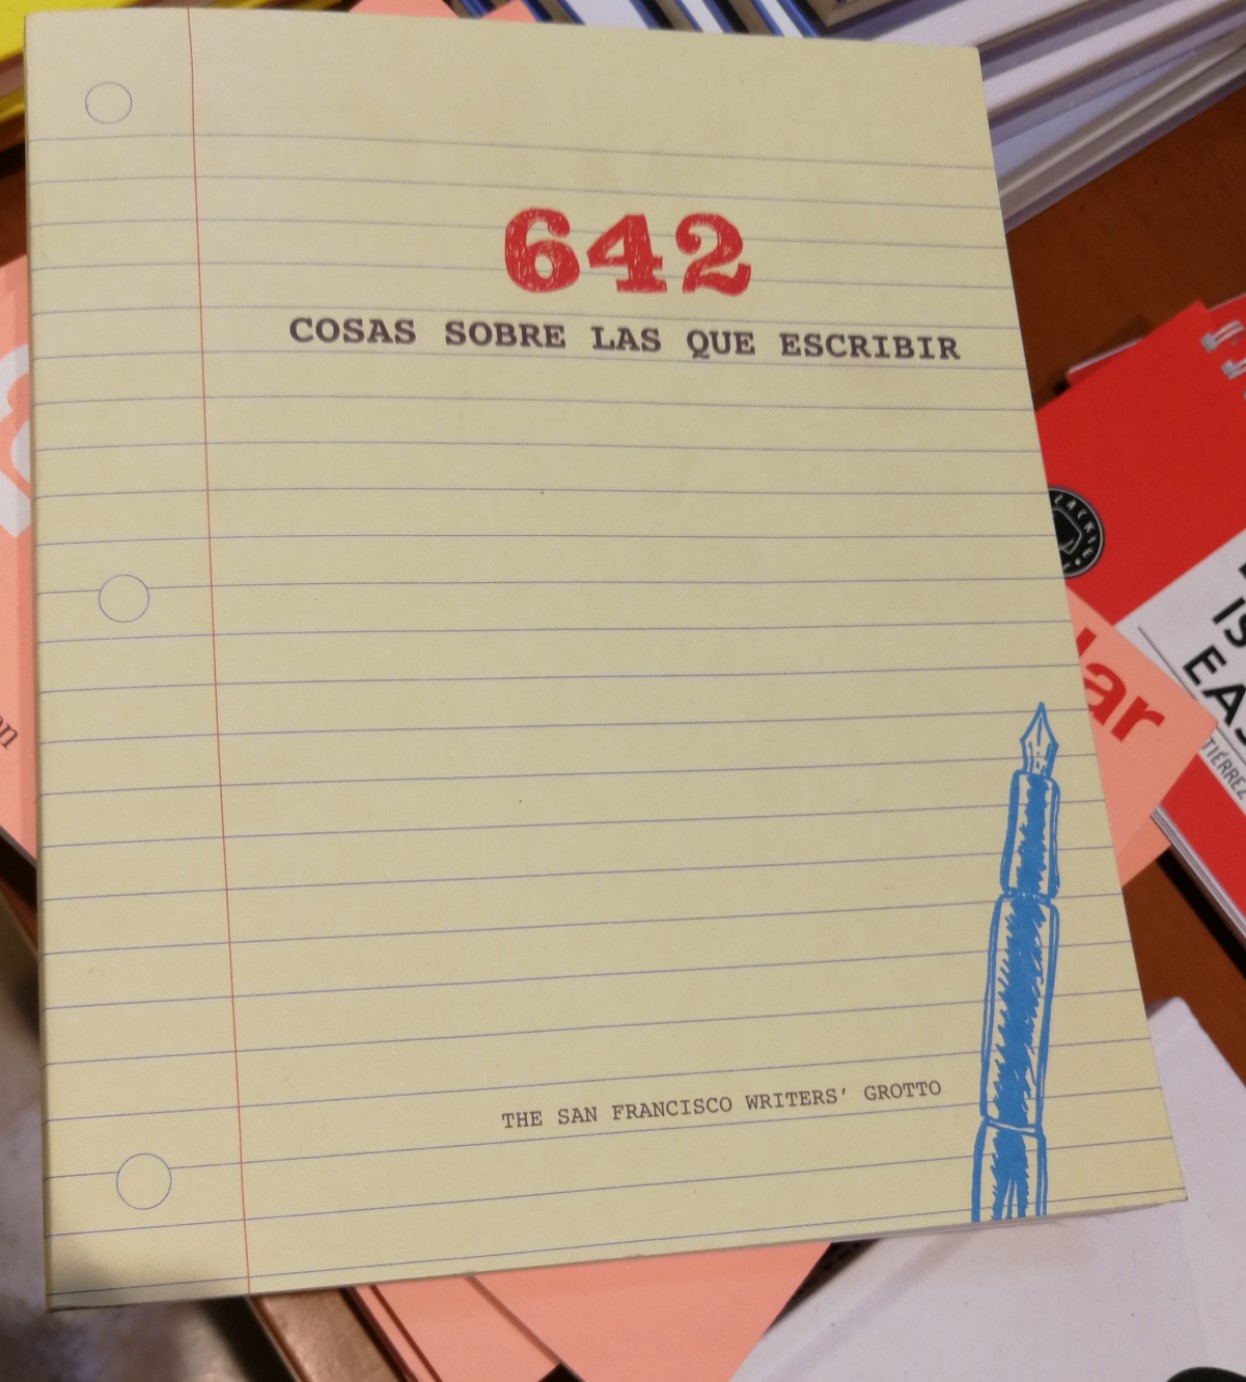 642
COSAS SOBRE LAS QUE ESCRIBIR
THE SAN FRANCISCO WRITERS' GROTTO